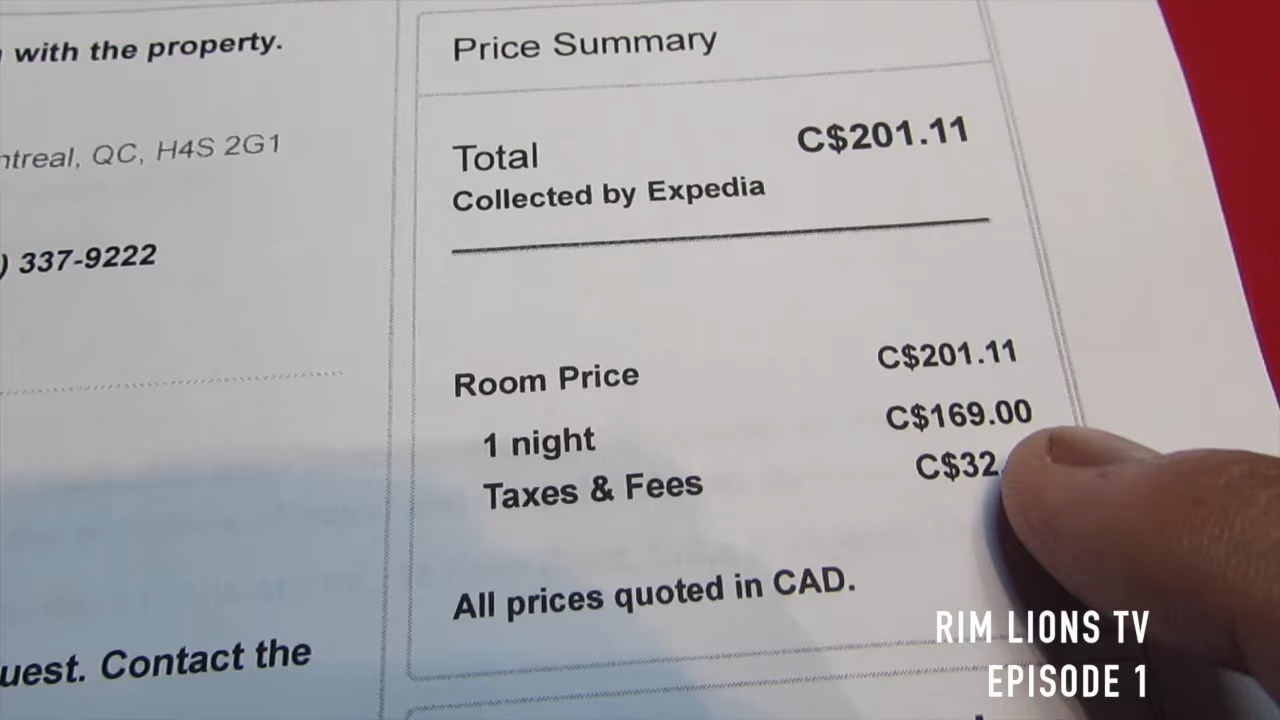 with the property.
ntreal, QC, H4S 2G1
) 337-9222
uest. Contact the
Price Summary
Total C$201.11
Collected by Expedia
Room Price C$201.11
1 night C$169.00
Taxes & Fees C$32.
All prices quoted in CAD.
RIM LIONS TV
EPISODE 1